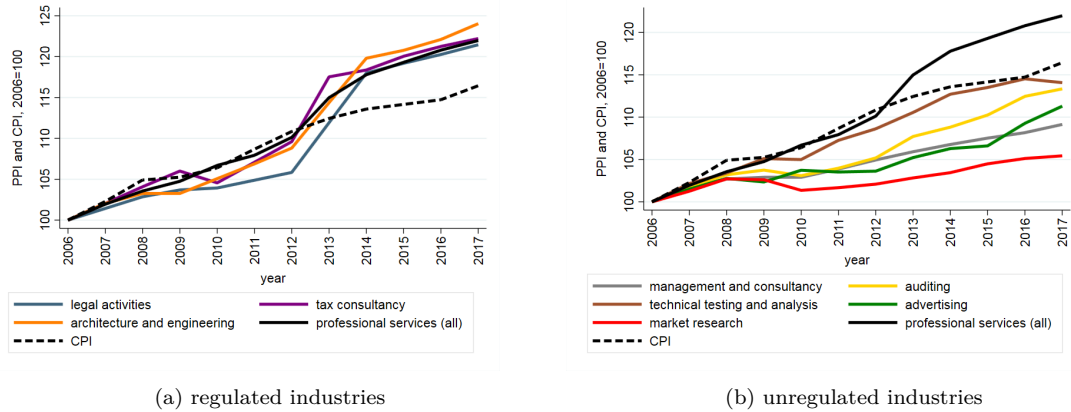 PPI and CPI, 2006=100
125
120
115
110
105
100
2006 2007 2008 2009 2010 2011 2012 2013 2014 2015 2016 2017
year
legal activities tax consultancy
architecture and engineering professional services (all)
CPI
(a) regulated industries
PPI and CPI, 2006=100
120
115
110
105
100
2006 2007 2008 2009 2010 2011 2012 2013 2014 2015 2016 2017
year
management and consultancy auditing
technical testing and analysis advertising
market research professional services (all)
CPI
(b) unregulated industries